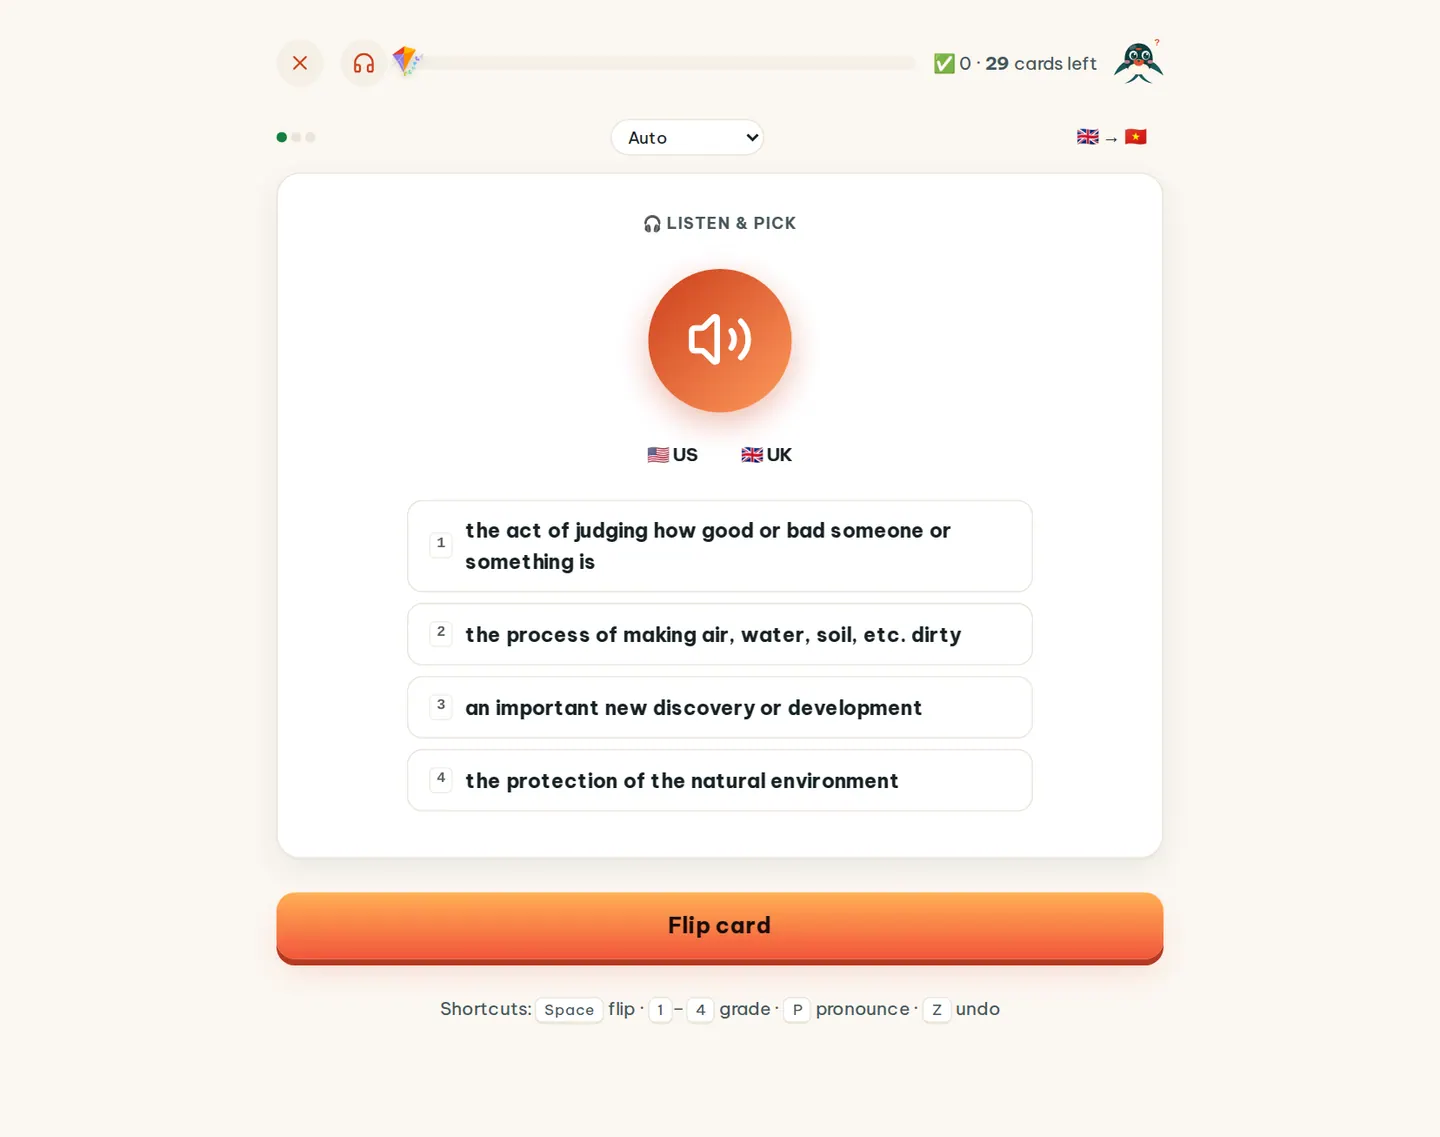 ✅ 0 · 29 cards left
?
Auto
🇬🇧 → 🇻🇳
🎧 LISTEN & PICK
🇺🇸 US 🇬🇧 UK
1 the act of judging how good or bad someone or
something is
2 the process of making air, water, soil, etc. dirty
3 an important new discovery or development
4 the protection of the natural environment
Flip card
Shortcuts: Space flip · 1 – 4 grade · P pronounce · Z undo